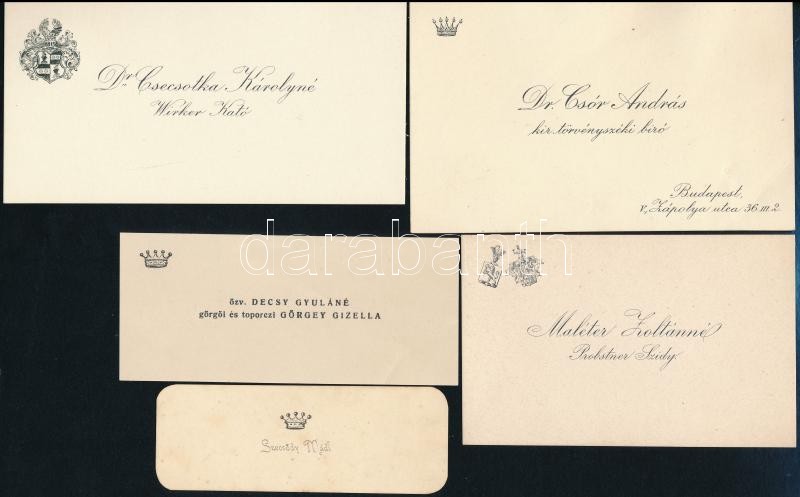 Dr. Csecsotka Károlyné
Wirker Kató
Dr. Csór András
kir. törvényszéki biró
Budapest,
V., Zápolya utca 36. III. 2.
darabanth
özv. DECSY GYULÁNÉ
görgői és toporczi GÖRGEY GIZELLA
Maléter Zoltánné
Probstner Szidy.